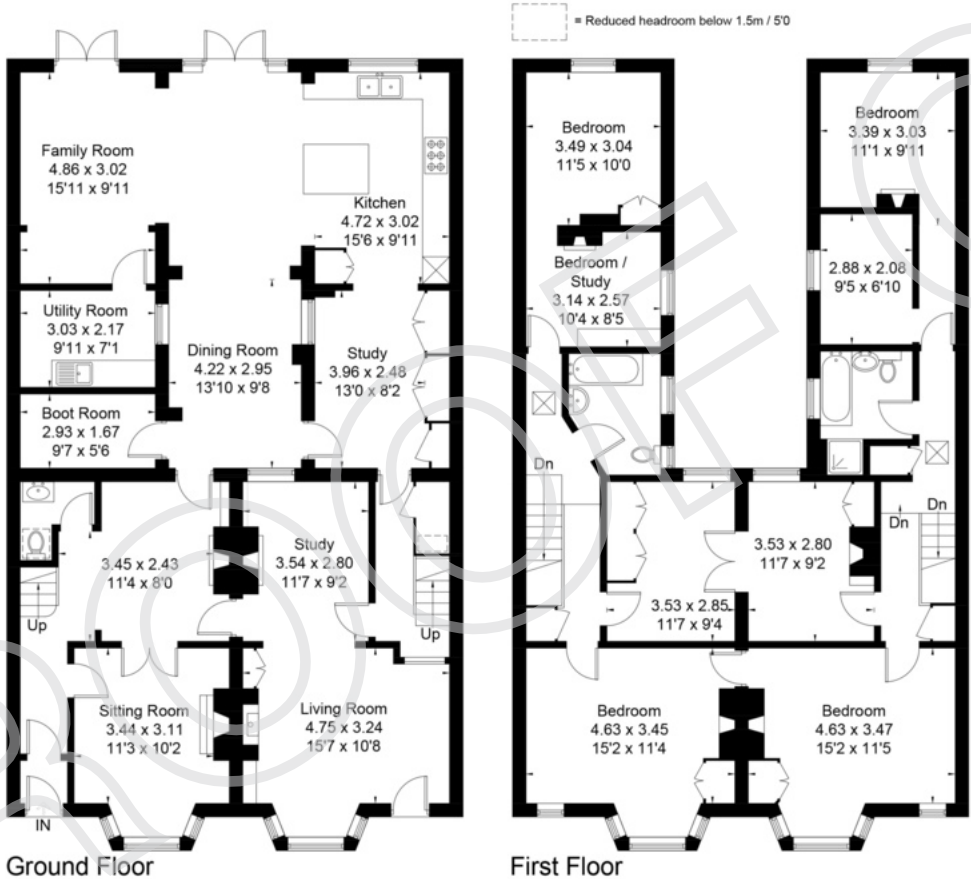 = Reduced headroom below 1.5m / 5'0
Family Room
4.86 x 3.02
15'11 x 9'11
Kitchen
4.72 x 3.02
15'6 x 9'11
Utility Room
3.03 x 2.17
9'11 x 7'1
Dining Room
4.22 x 2.95
13'10 x 9'8
Study
3.96 x 2.48
13'0 x 8'2
Boot Room
2.93 x 1.67
9'7 x 5'6
3.45 x 2.43
11'4 x 8'0
Study
3.54 x 2.80
11'7 x 9'2
Up
Up
Sitting Room
3.44 x 3.11
11'3 x 10'2
Living Room
4.75 x 3.24
15'7 x 10'8
IN
Ground Floor
Bedroom
3.49 x 3.04
11'5 x 10'0
Bedroom
3.39 x 3.03
11'1 x 9'11
Bedroom /
Study
3.14 x 2.57
10'4 x 8'5
2.88 x 2.08
9'5 x 6'10
Dn
Dn
Dn
3.53 x 2.85
11'7 x 9'4
3.53 x 2.80
11'7 x 9'2
Bedroom
4.63 x 3.45
15'2 x 11'4
Bedroom
4.63 x 3.47
15'2 x 11'5
First Floor
PROOF